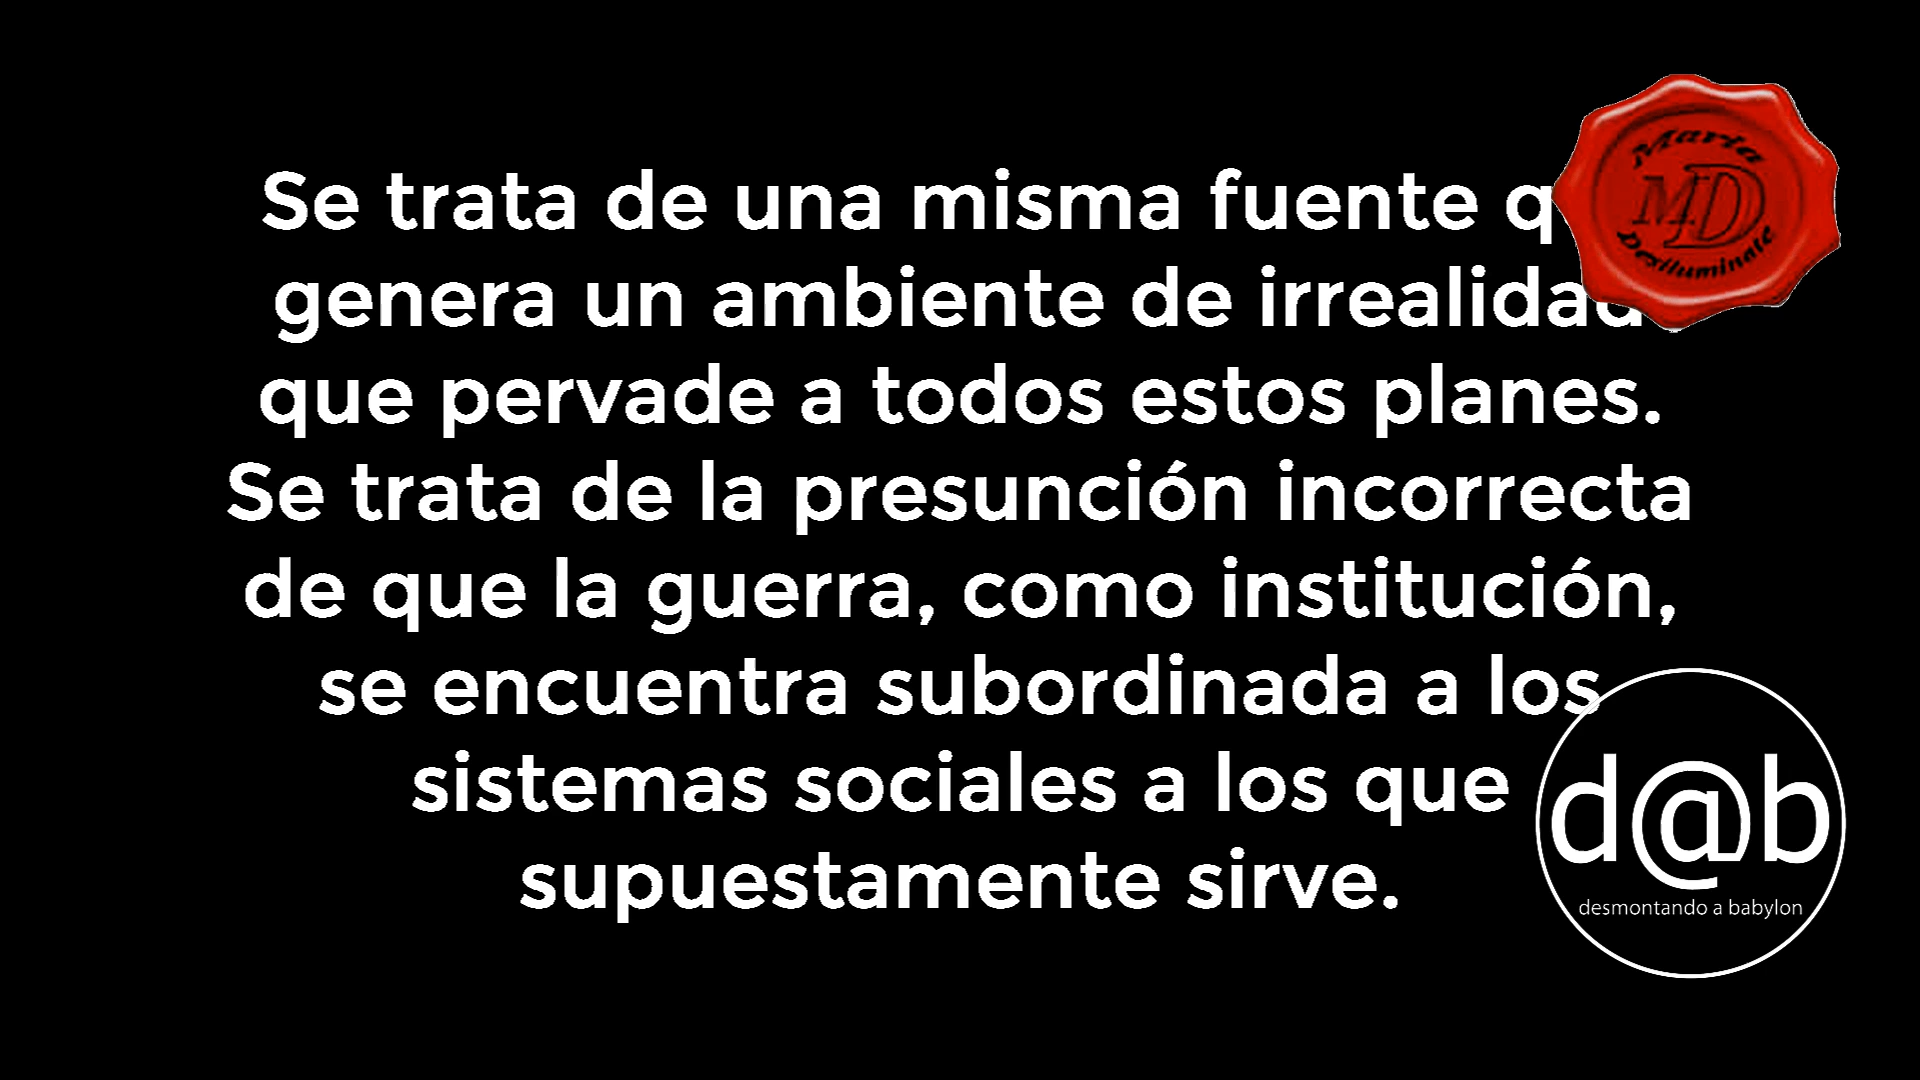 Se trata de una misma fuente
genera un ambiente de irrealidad
que pervade a todos estos planes.
Se trata de la presunción incorrecta
de que la guerra, como institución,
se encuentra subordinada a los
sistemas sociales a los que
supuestamente sirve.
Marta
MD
Desiluminate
d@b
desmontando a babylon